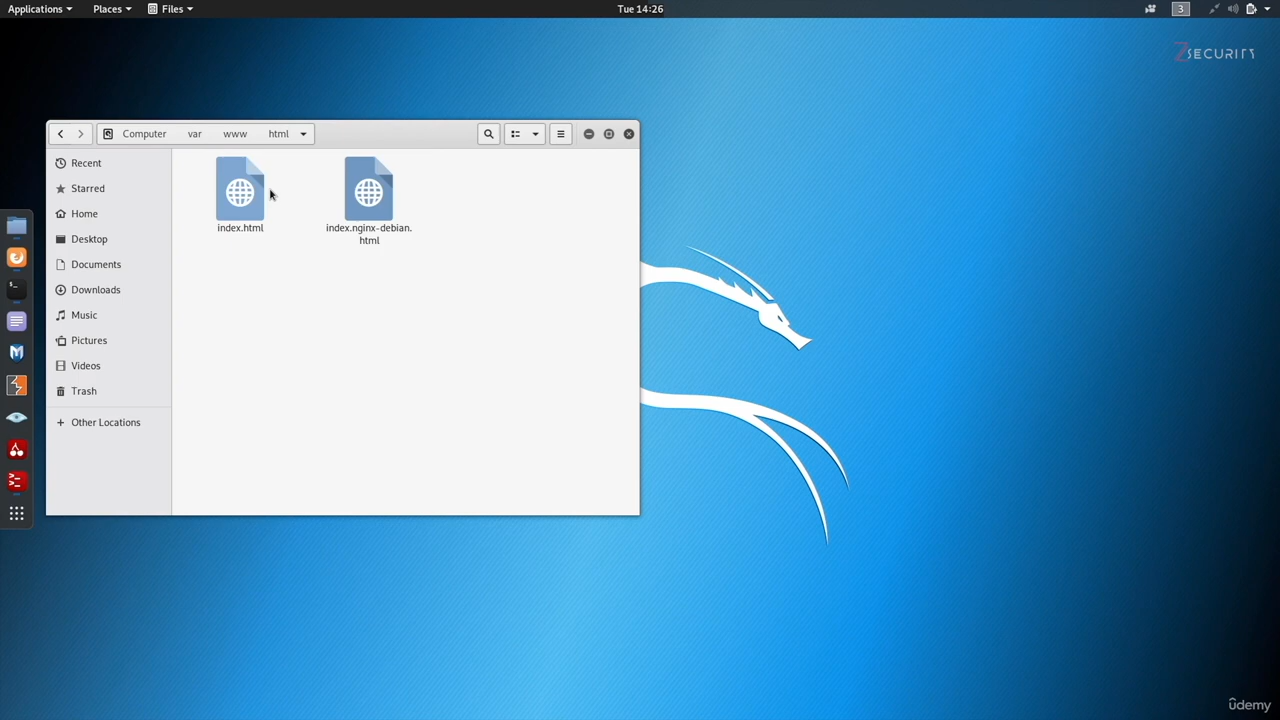 Applications Places Files Tue 14:26 3
ZSECURITY
Computer var www html
Recent
Starred
Home
Desktop
Documents
Downloads
Music
Pictures
Videos
Trash
Other Locations
index.html
index.nginx-debian.
html
ûdemy